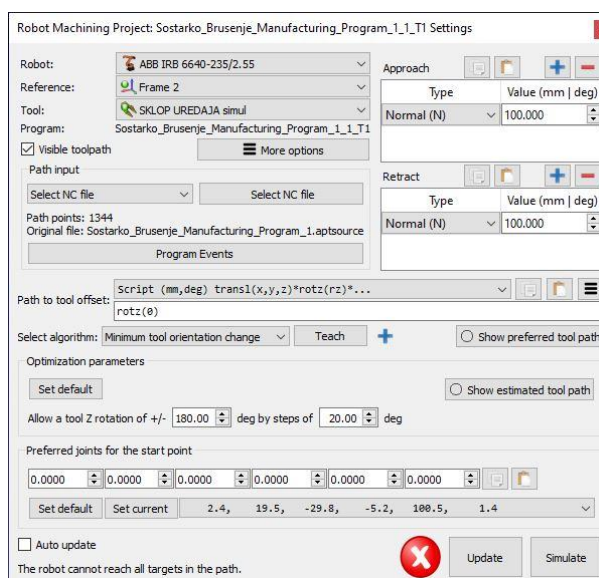 Robot Machining Project: Sostarko_Brusenje_Manufacturing_Program_1_1_T1 Settings
Robot: ABB IRB 6640-235/2.55
Reference: Frame 2
Tool: SKLOP UREDAJA simul
Program: Sostarko_Brusenje_Manufacturing_Program_1_1_T1
Visible toolpath More options
Path input
Select NC file Select NC file
Path points: 1344
Original file: Sostarko_Brusenje_Manufacturing_Program_1.aptsource
Program Events
Approach
Type Value (mm | deg)
Normal (N) 100.000
Retract
Type Value (mm | deg)
Normal (N) 100.000
Path to tool offset: Script (mm,deg) transl(x,y,z)*rotz(rz)*...
rotz(0)
Select algorithm: Minimum tool orientation change Teach Show preferred tool path
Optimization parameters
Set default Show estimated tool path
Allow a tool Z rotation of +/- 180.00 deg by steps of 20.00 deg
Preferred joints for the start point
0.0000 0.0000 0.0000 0.0000 0.0000 0.0000
Set default Set current 2.4, 19.5, -29.8, -5.2, 100.5, 1.4
Auto update
The robot cannot reach all targets in the path.
Update Simulate